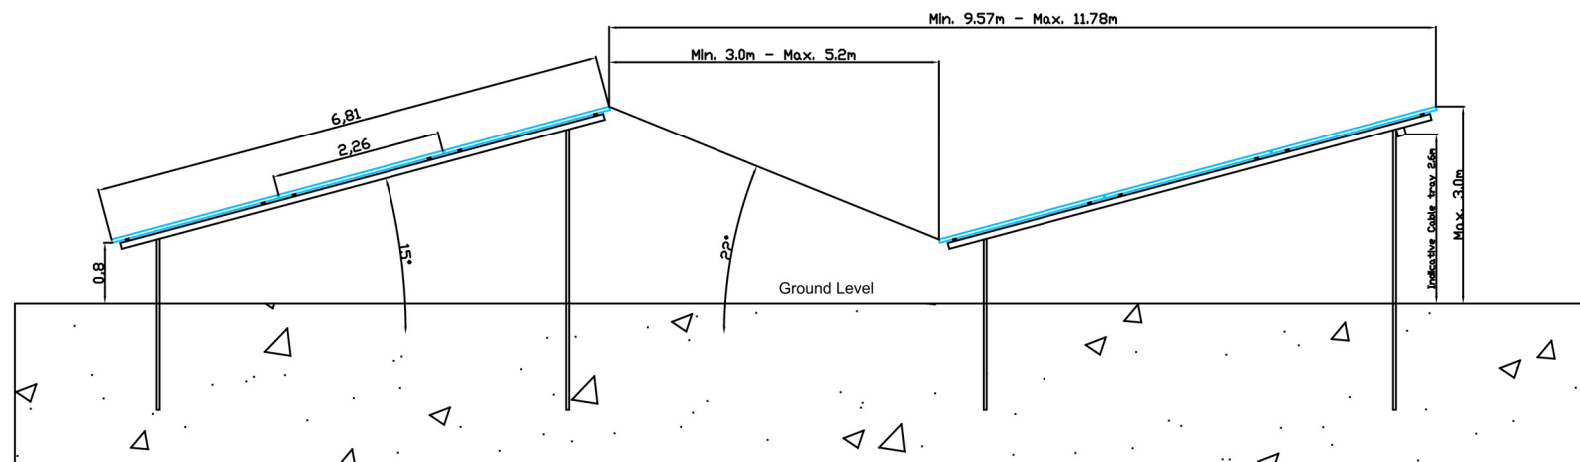 Min. 9.57m - Max. 11.78m
Min. 3.0m - Max. 5.2m
6,81
2,26
0,8
15°
22°
Ground Level
Indicative Cable tray 2.6m
Max. 3.0m